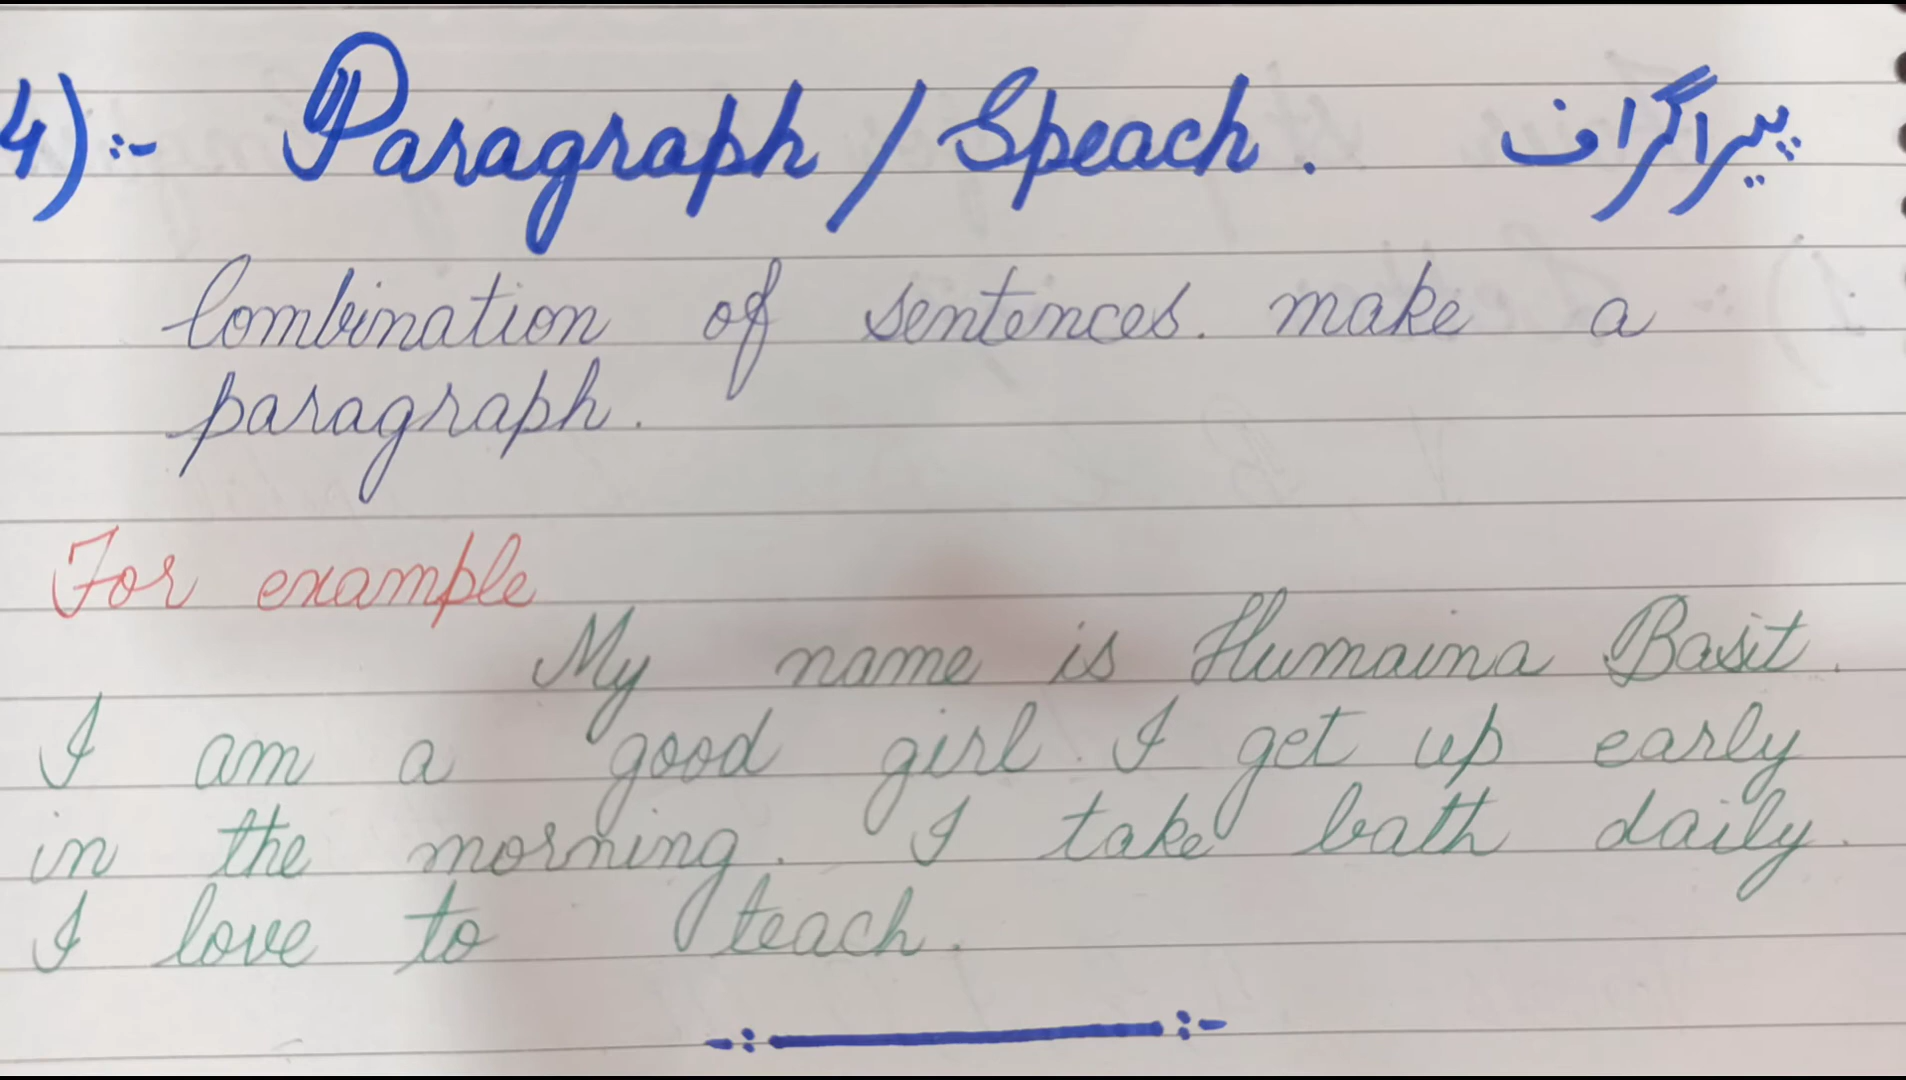 4):- Paragraph / Speach. پیراگراف
Combination of sentences. make a
paragraph.
For example
My name is Humaina Basit.
I am a good girl. I get up early
in the morning. I take bath daily.
I love to teach.